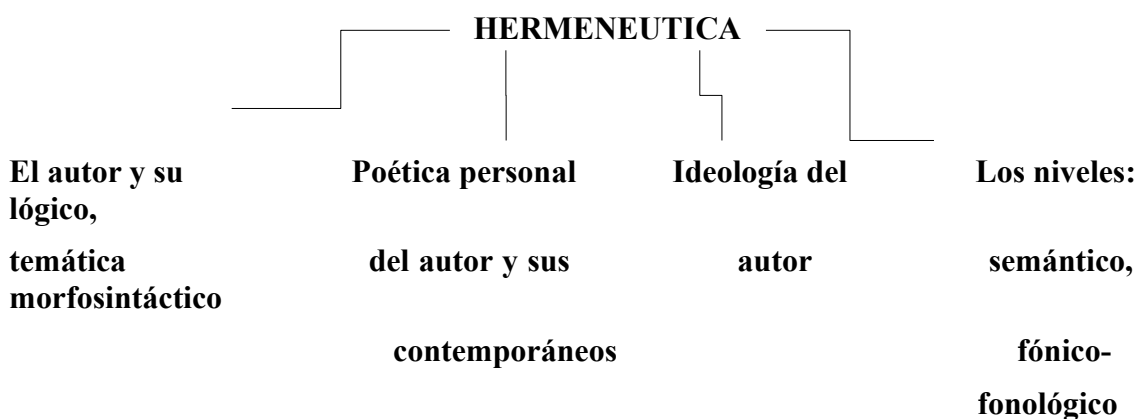 HERMENEUTICA
El autor y su Poética personal Ideología del Los niveles:
lógico,
temática del autor y sus autor semántico,
morfosintáctico
contemporáneos fónico-
fonológico